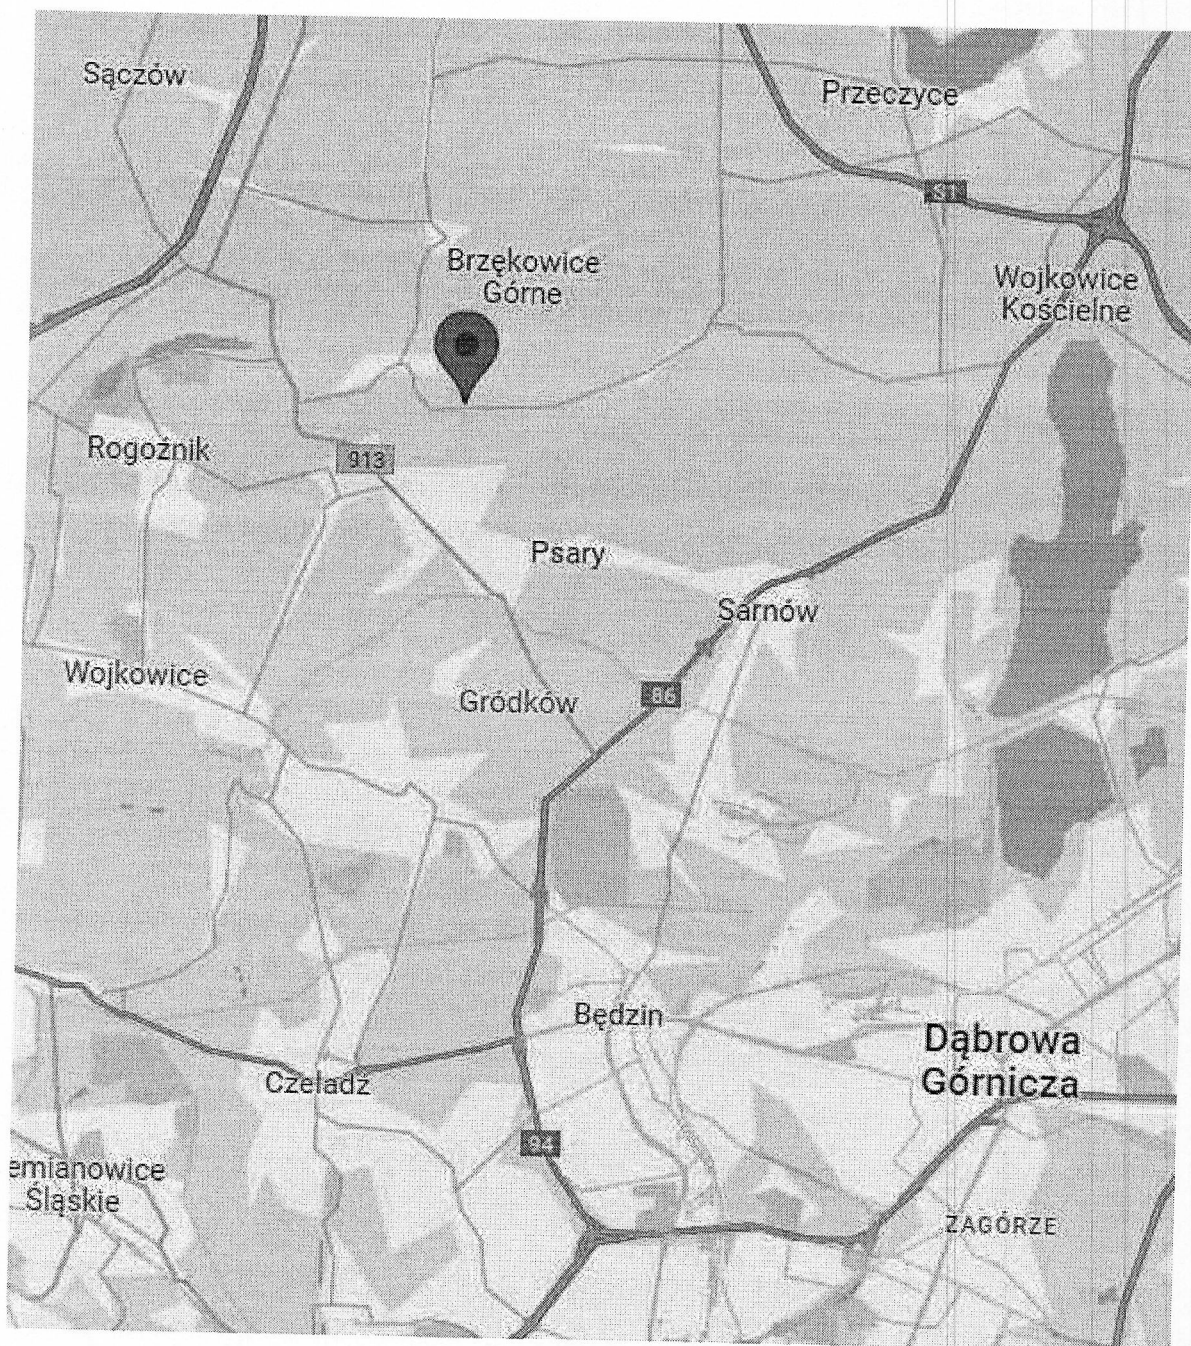 Sączów
Przeczyce
S1
Brzękowice
Górne
Wojkowice
Kościelne
Rogoźnik
913
Psary
Sarnów
Wojkowice
86
Gródków
Będzin
Dąbrowa
Górnicza
Czeladź
94
emianowice
Śląskie
ZAGÓRZE